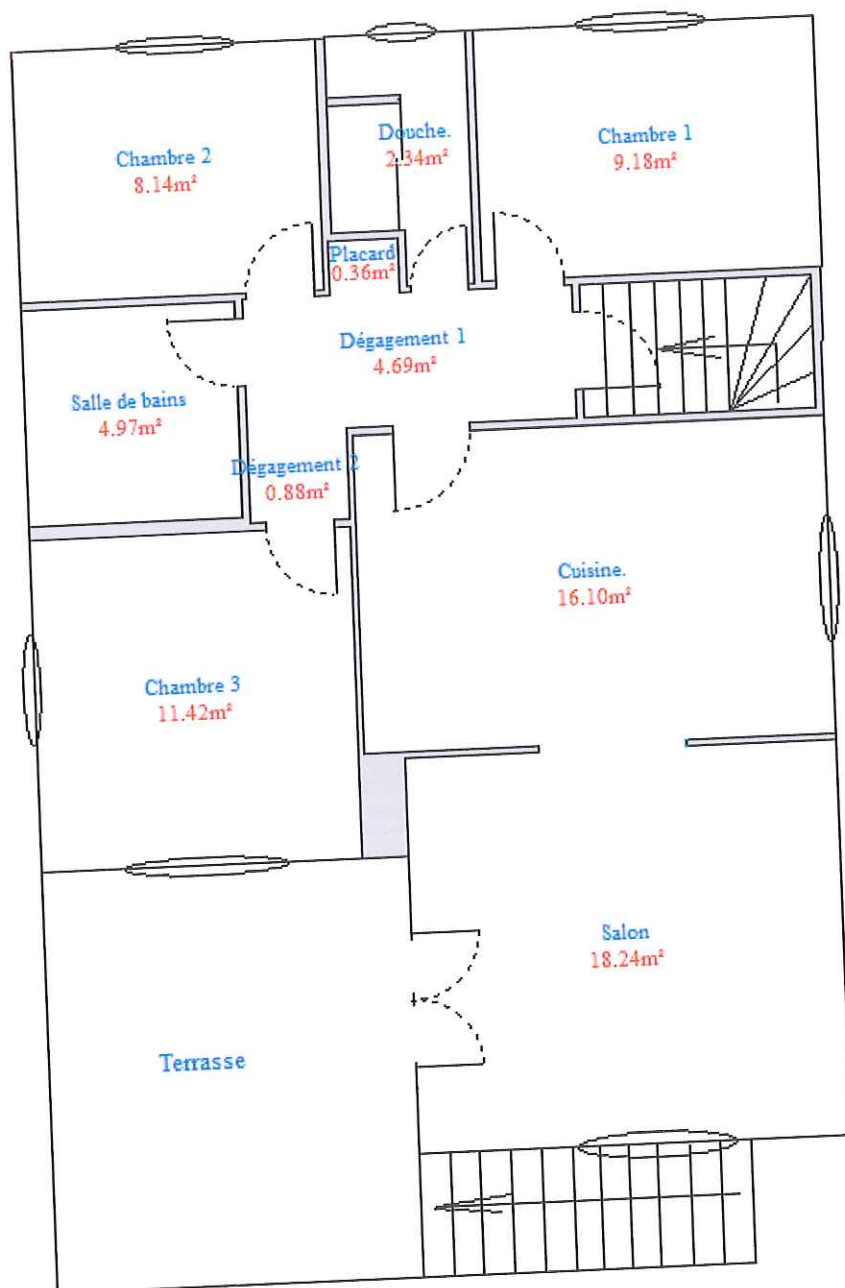 Chambre 2
8.14m²
Douche.
2.34m²
Chambre 1
9.18m²
Placard
0.36m²
Dégagement 1
4.69m²
Salle de bains
4.97m²
Dégagement 2
0.88m²
Cuisine.
16.10m²
Chambre 3
11.42m²
Salon
18.24m²
Terrasse